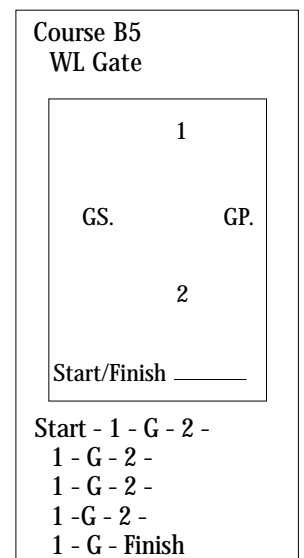 Course B5
WL Gate
1
GS. GP.
2
Start/Finish
Start - 1 - G - 2 -
1 - G - 2 -
1 - G - 2 -
1 -G - 2 -
1 - G - Finish